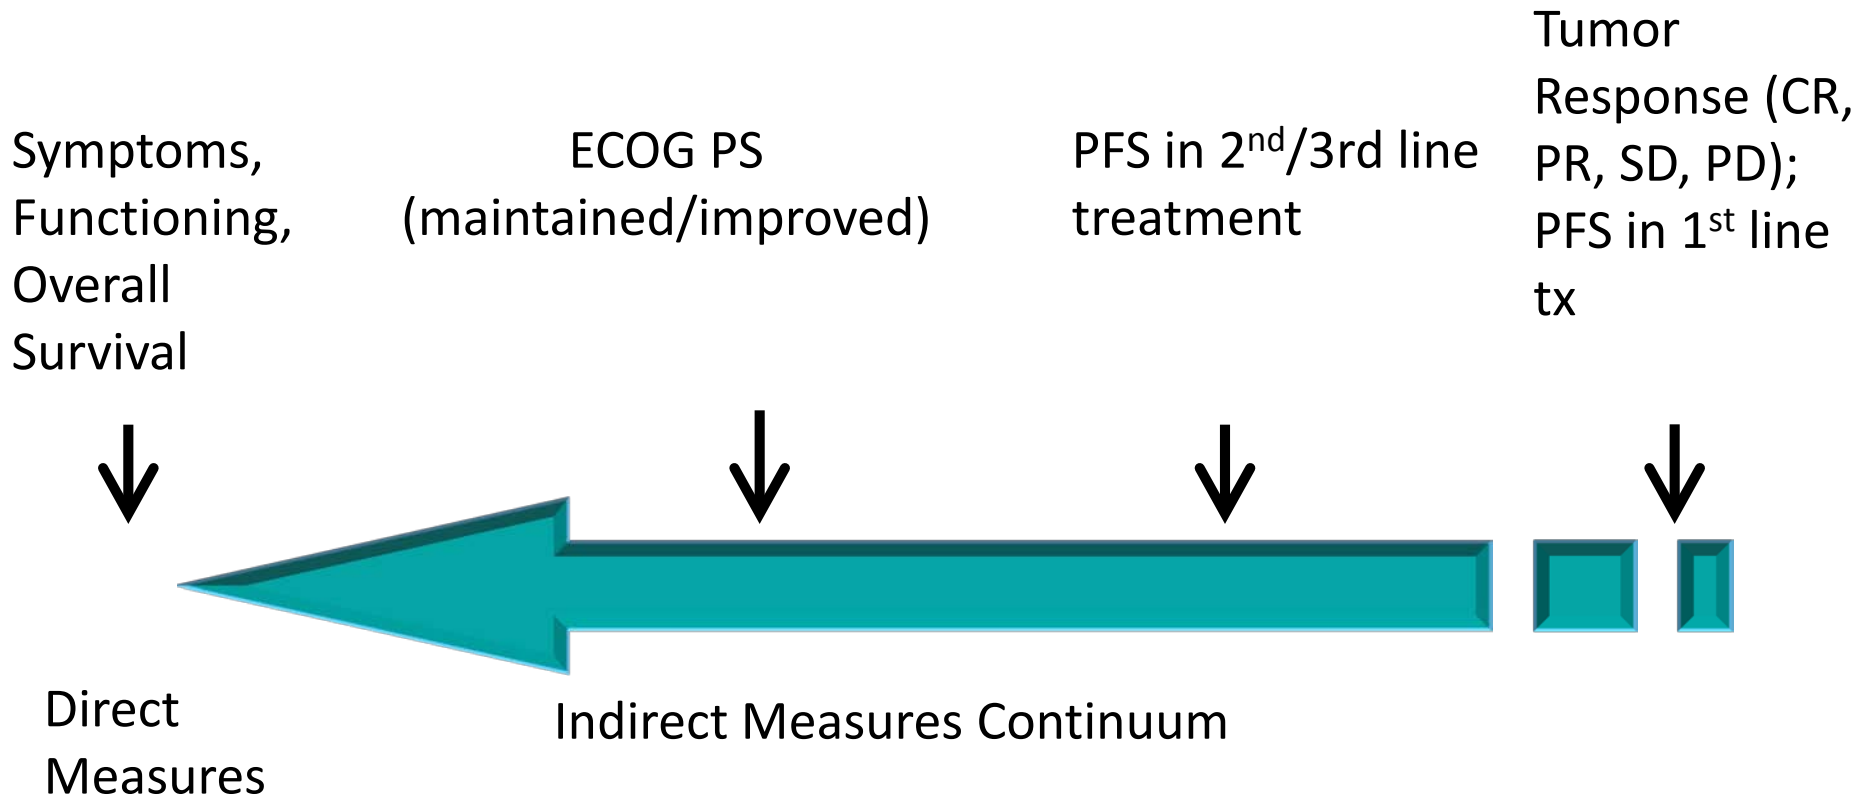 Symptoms,
Functioning,
Overall
Survival
ECOG PS
(maintained/improved)
PFS in 2nd/3rd line
treatment
Tumor
Response (CR,
PR, SD, PD);
PFS in 1st line
tx
Direct
Measures
Indirect Measures Continuum